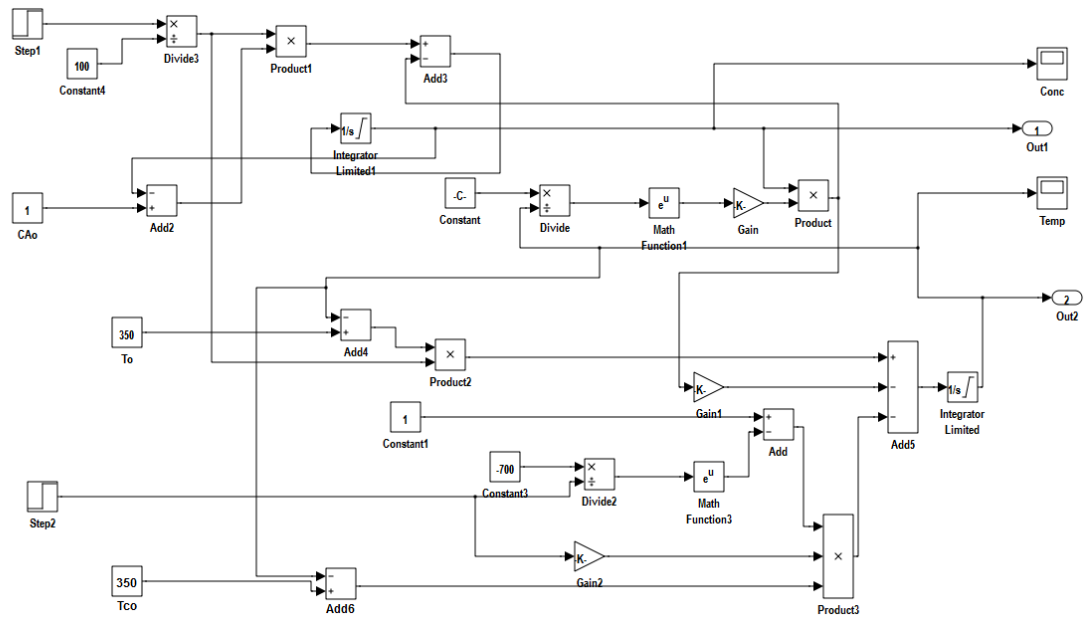 Step1
×
÷
Divide3
100
Constant4
×
Product1
+
−
Add3
Conc
1/s
Integrator
Limited1
1
Out1
1
CAo
−
+
Add2
-C-
Constant
×
÷
Divide
e^u
Math
Function1
-K-
Gain
×
Product
Temp
2
Out2
350
To
−
+
Add4
×
Product2
-K-
Gain1
+
−
−
Add5
1/s
Integrator
Limited
1
Constant1
+
−
Add
-700
Constant3
×
÷
Divide2
e^u
Math
Function3
Step2
-K-
Gain2
×
Product3
350
Tco
−
+
Add6